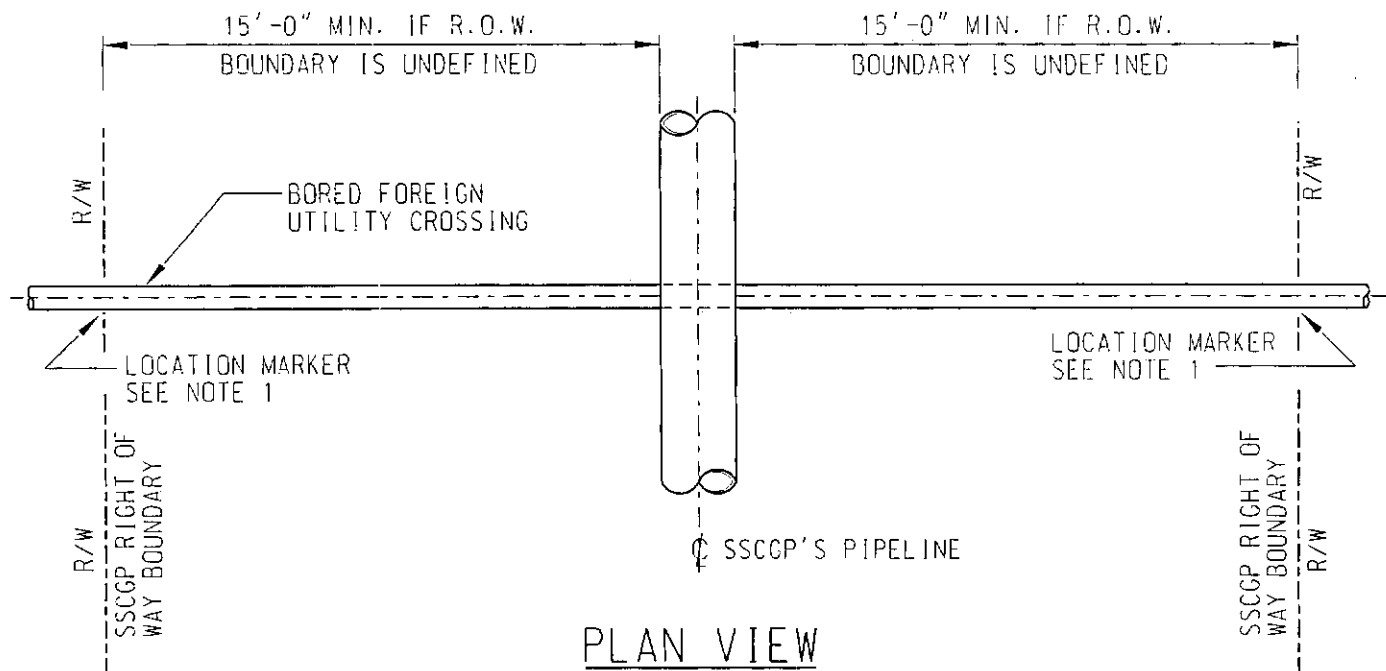 15'-0" MIN. IF R.O.W.
BOUNDARY IS UNDEFINED
15'-0" MIN. IF R.O.W.
BOUNDARY IS UNDEFINED
R/W
R/W
BORED FOREIGN
UTILITY CROSSING
LOCATION MARKER
SEE NOTE 1
LOCATION MARKER
SEE NOTE 1
R/W
SSCGP RIGHT OF
WAY BOUNDARY
SSCGP RIGHT OF
WAY BOUNDARY
R/W
℄ SSCGP'S PIPELINE
PLAN VIEW